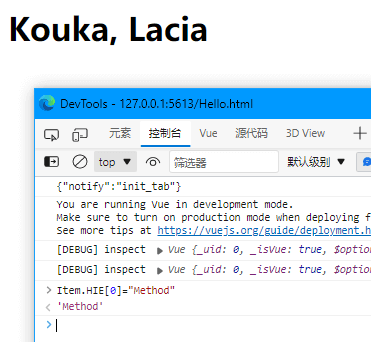 Kouka, Lacia
DevTools - 127.0.0.1:5613/Hello.html
元素 控制台 Vue 源代码 3D View
top 筛选器 默认级别
{"notify":"init_tab"}
You are running Vue in development mode.
Make sure to turn on production mode when deploying f
See more tips at https://vuejs.org/guide/deployment.h
[DEBUG] inspect ▶ Vue {_uid: 0, _isVue: true, $option
[DEBUG] inspect ▶ Vue {_uid: 0, _isVue: true, $option
> Item.HIE[0]="Method"
< 'Method'
>